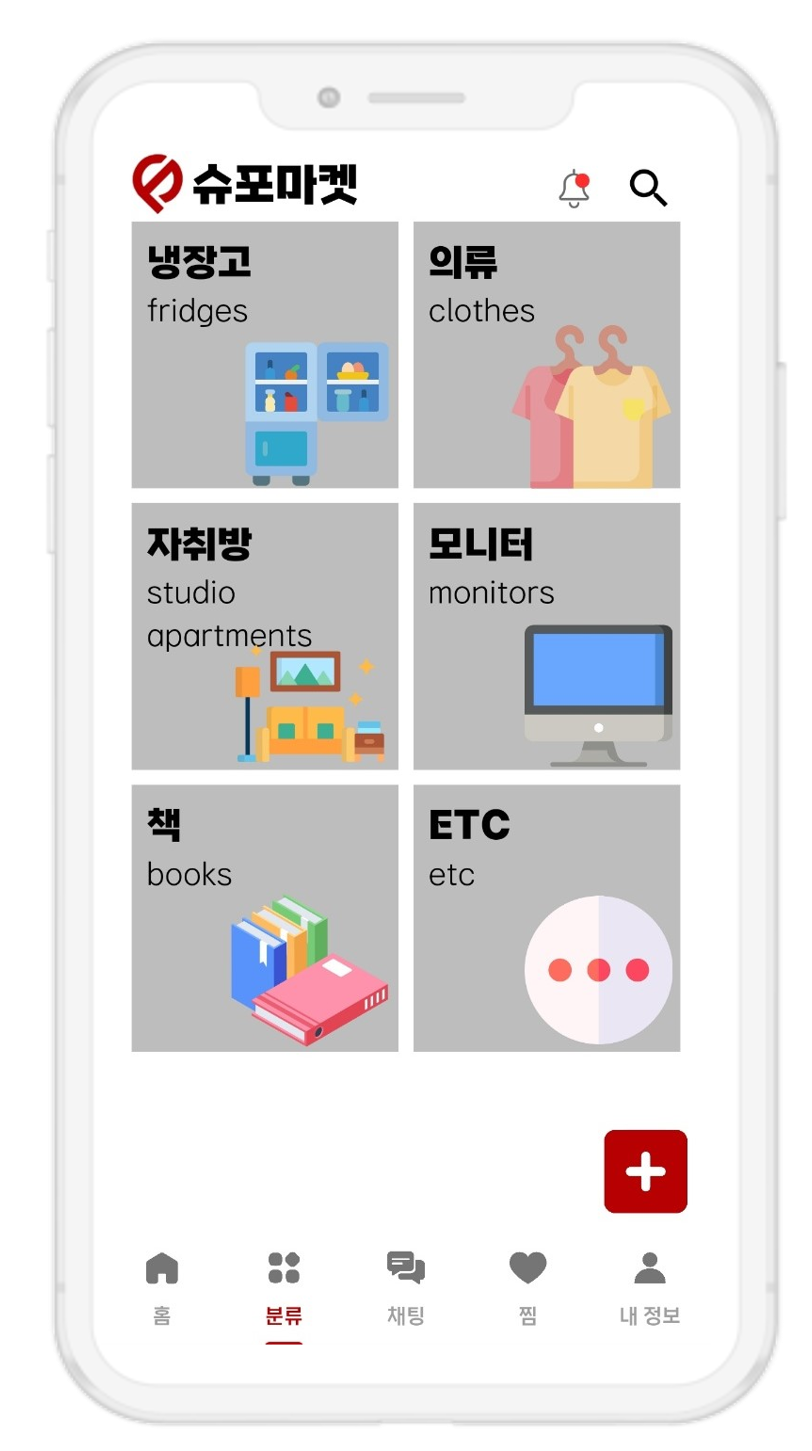 슈포마켓
냉장고
fridges
의류
clothes
자취방
studio
apartments
모니터
monitors
책
books
ETC
etc
홈
분류
채팅
찜
내 정보